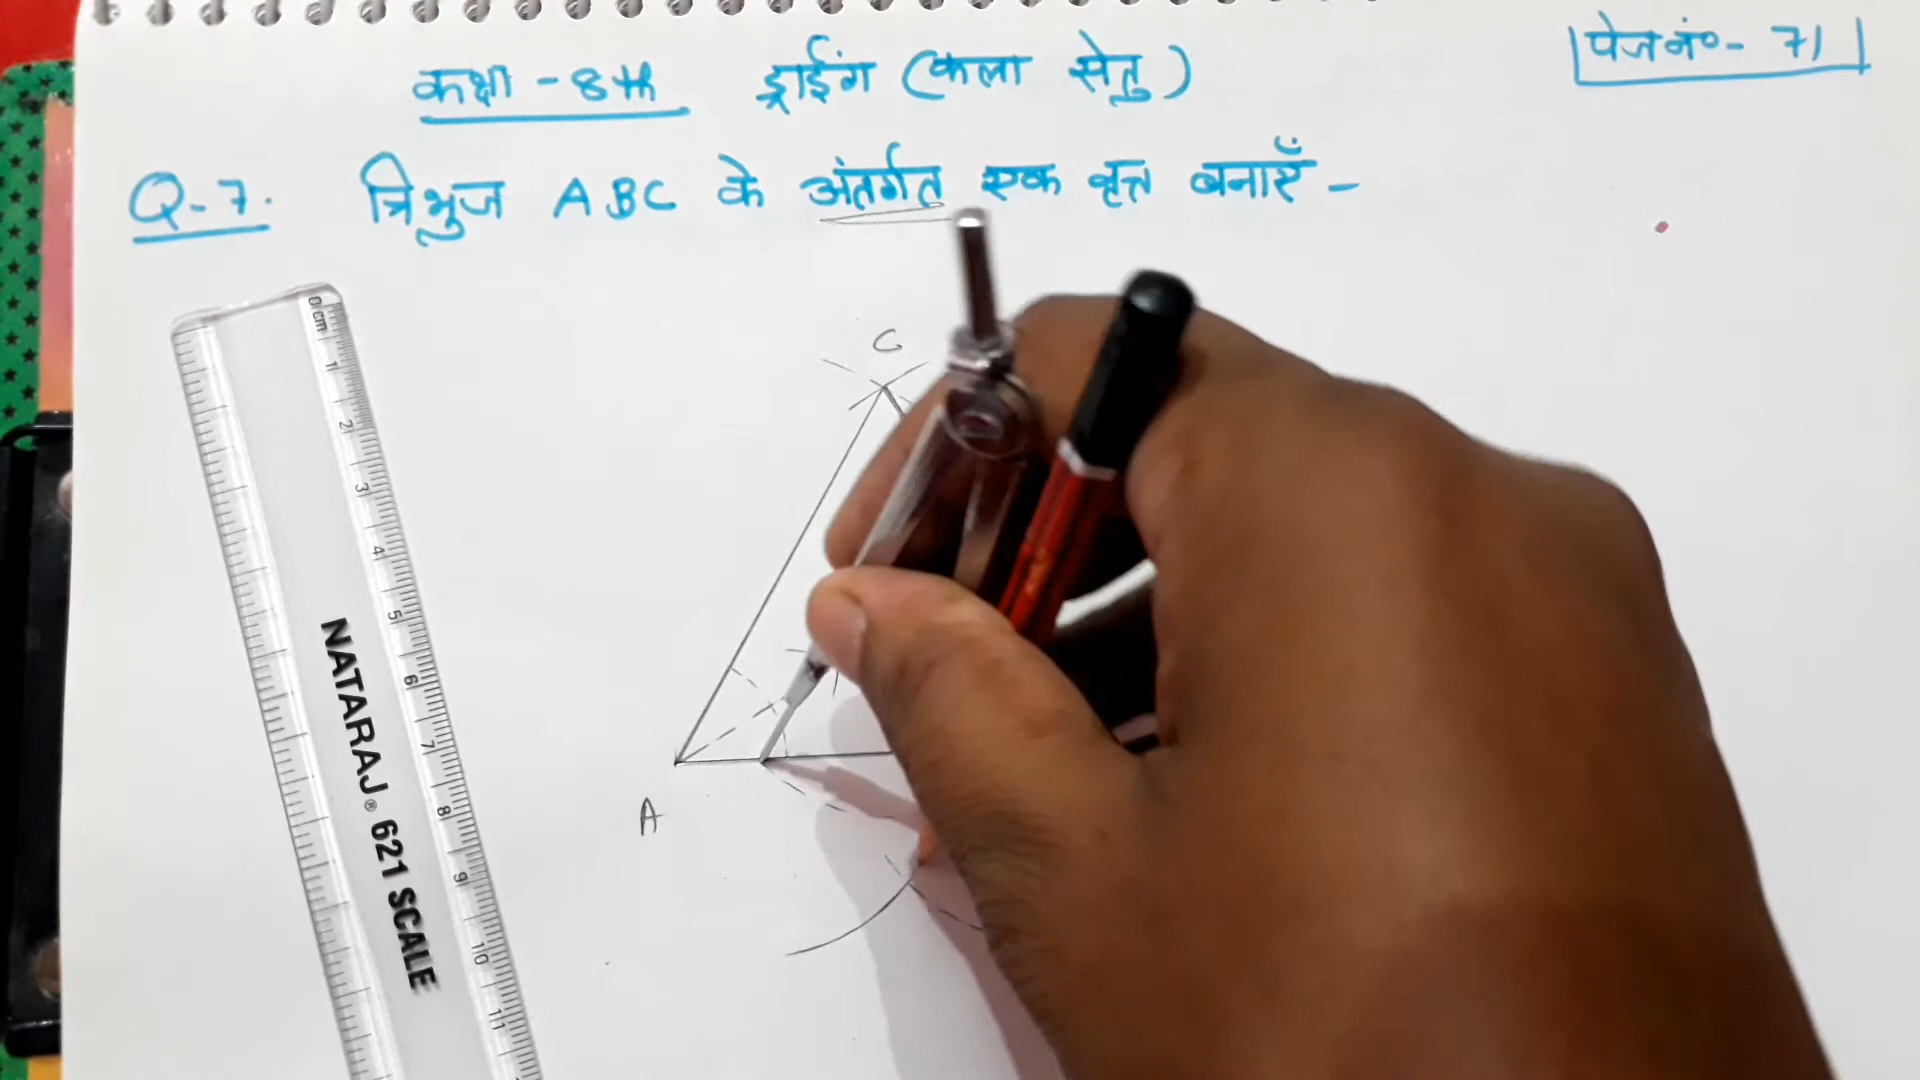 कक्षा - 8th ड्राईंग (कला सेतु)
पेज नं० - 71
Q-7. त्रिभुज ABC के अंतर्गत एक वृत्त बनाएँ -
C
A
0 cm 1 2 3 4 5 6 7 8 9 10 11
NATARAJ® 621 SCALE